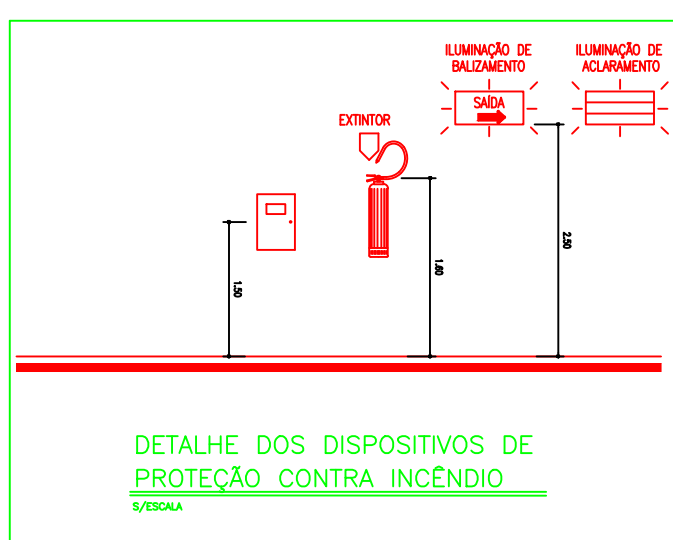 ILUMINAÇÃO DE
BALIZAMENTO
ILUMINAÇÃO DE
ACLARAMENTO
SAÍDA
EXTINTOR
1.50
1.60
2.50
DETALHE DOS DISPOSITIVOS DE
PROTEÇÃO CONTRA INCÊNDIO
S/ESCALA